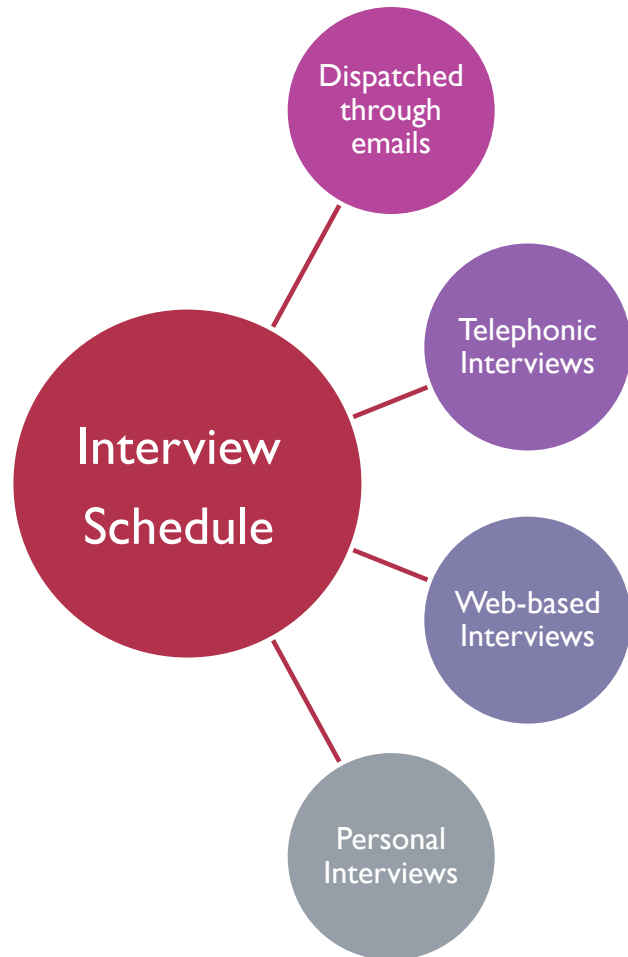 Dispatched
through
emails
Telephonic
Interviews
Interview
Schedule
Web-based
Interviews
Personal
Interviews